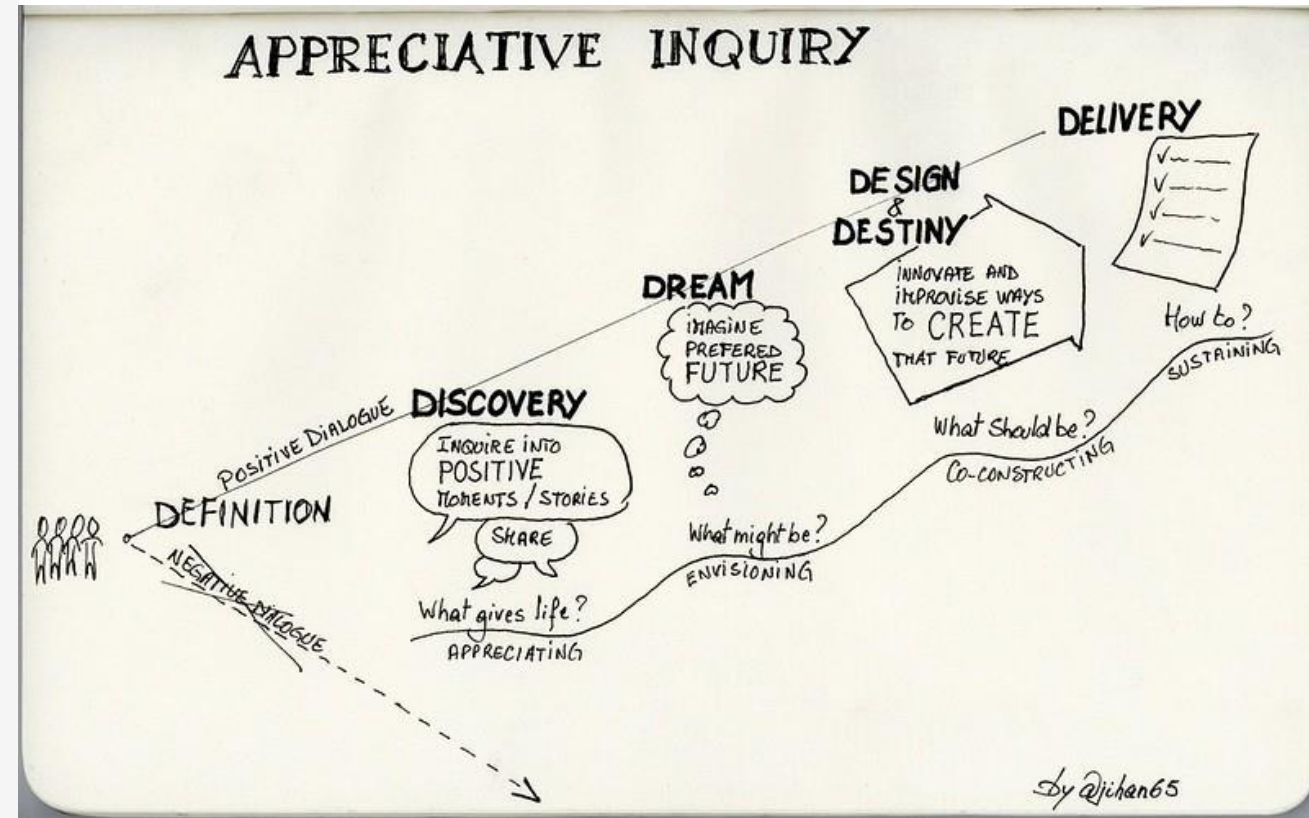 APPRECIATIVE INQUIRY
DELIVERY
DESIGN
&
DESTINY
INNOVATE AND
IMPROVISE WAYS
TO CREATE
THAT FUTURE
How to?
SUSTAINING
DREAM
IMAGINE
PREFERED
FUTURE
What should be?
CO-CONSTRUCTING
POSITIVE DIALOGUE
DISCOVERY
INQUIRE INTO
POSITIVE
MOMENTS / STORIES
SHARE
What might be?
ENVISIONING
DEFINITION
NEGATIVE DIALOGUE
What gives life?
APPRECIATING
by @jihan65